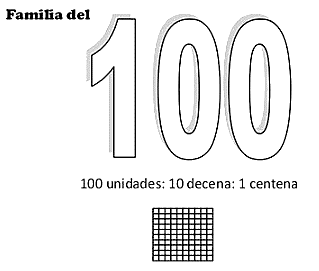 Familia del
100
100 unidades: 10 decena: 1 centena